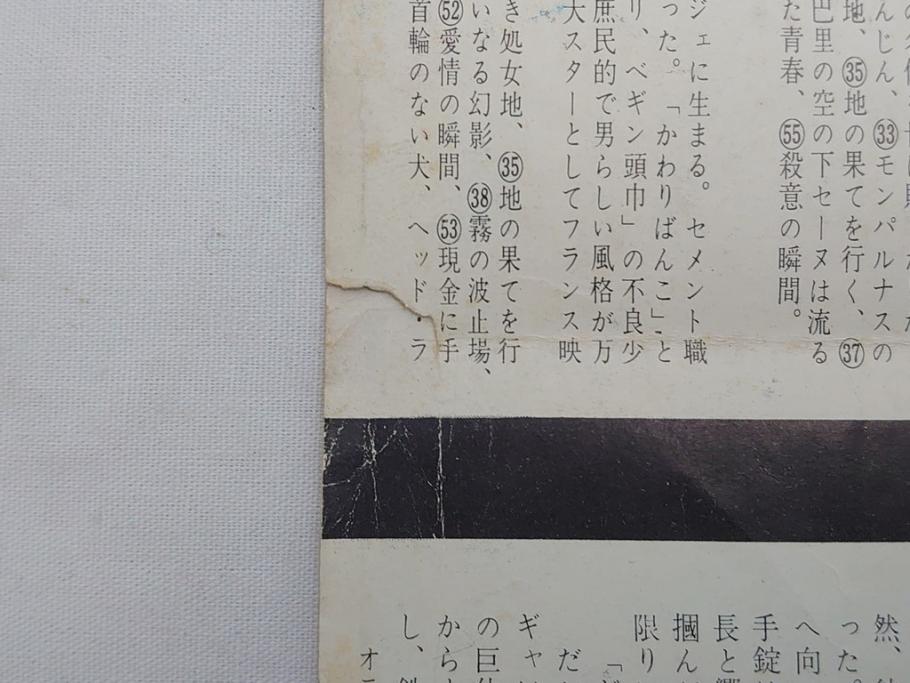 んじん、㉝モンパルナスの
地、㉟地の果てを行く、㊲
巴里の空の下セーヌは流る
た青春、55殺意の瞬間。
ジェに生まる。セメント職
った。「かわりばんこ」と
リ、ペギン頭巾」の不良少
庶民的で男らしい風格が万
大スターとしてフランス映
き処女地、㉟地の果てを行
いなる幻影、㊳霧の波止場、
52愛情の瞬間、53現金に手
首輪のない犬、ヘッド・ラ
然、
った。
へ向
手錠
長と
摑ん
限り
「
だ
ギャ
の巨
から
し、
オ